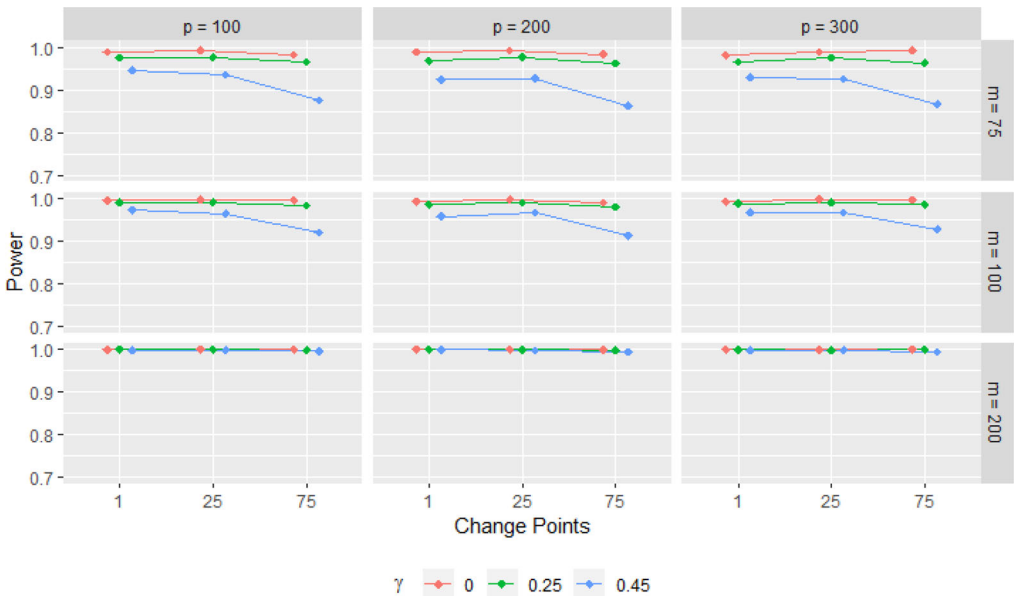 p = 100 p = 200 p = 300
1.0
0.9
0.8
0.7
m = 75
1.0
0.9
0.8
0.7
m = 100
1.0
0.9
0.8
0.7
m = 200
Power
1 25 75 1 25 75 1 25 75
Change Points
γ 0 0.25 0.45